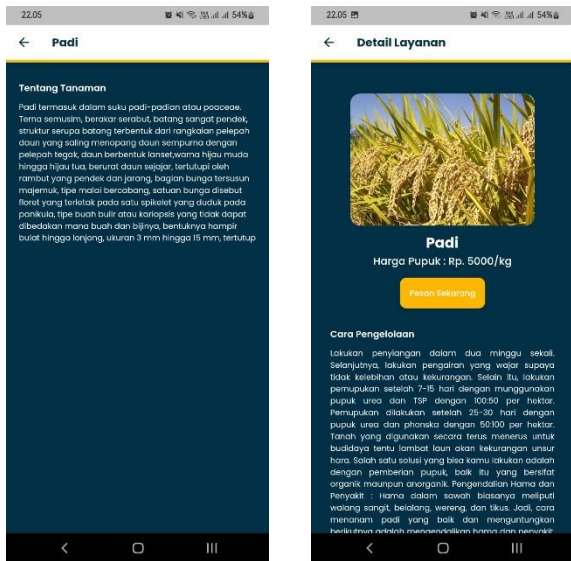 22.05
54%
Padi
Tentang Tanaman
Padi termasuk dalam suku padi-padian atau poaceae.
Terna semusim, berakar serabut, batang sangat pendek,
struktur serupa batang terbentuk dari rangkaian pelepah
daun yang saling menopang daun sempurna dengan
pelepah tegak, daun berbentuk lanset,warna hijau muda
hingga hijau tua, berurat daun sejajar, tertutupi oleh
rambut yang pendek dan jarang, bagian bunga tersusun
majemuk, tipe malai bercabang, satuan bunga disebut
floret yang terletak pada satu spikelet yang duduk pada
panikula, tipe buah bulir atau kariopsis yang tidak dapat
dibedakan mana buah dan bijinya, bentuknya hampir
bulat hingga lonjong, ukuran 3 mm hingga 15 mm, tertutup
22.05
54%
Detail Layanan
Padi
Harga Pupuk : Rp. 5000/kg
Pesan Sekarang
Cara Pengelolaan
Lakukan penyiangan dalam dua minggu sekali.
Selanjutnya, lakukan pengairan yang wajar supaya
tidak kelebihan atau kekurangan. Selain itu, lakukan
pemupukan setelah 7-15 hari dengan munggunakan
pupuk urea dan TSP dengan 100:50 per hektar.
Pemupukan dilakukan setelah 25-30 hari dengan
pupuk urea dan phonska dengan 50:100 per hektar.
Tanah yang digunakan secara terus menerus untuk
budidaya tentu lambat laun akan kekurangan unsur
hara. Salah satu solusi yang bisa kamu lakukan adalah
dengan pemberian pupuk, baik itu yang bersifat
organik maunpun anorganik. Pengendalian Hama dan
Penyakit : Hama dalam sawah biasanya meliputi
walang sangit, belalang, wereng, dan tikus. Jadi, cara
menanam padi yang baik dan menguntungkan
berikutnya adalah mengendalikan hama dan penyakit.